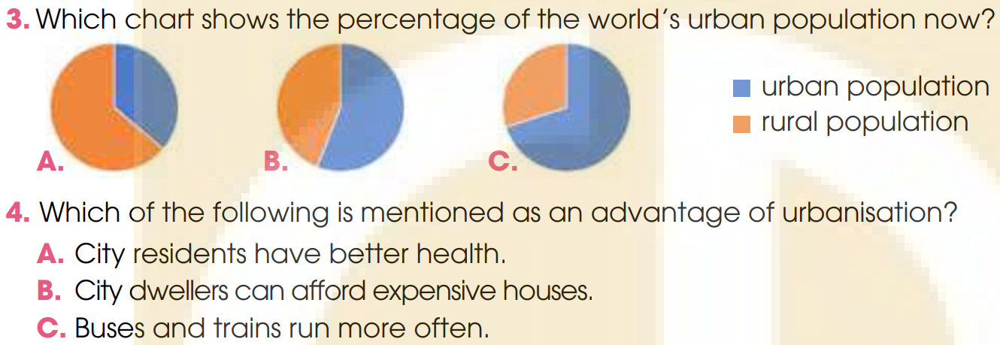 3. Which chart shows the percentage of the world's urban population now?
A.
B.
C.
urban population
rural population
4. Which of the following is mentioned as an advantage of urbanisation?
A. City residents have better health.
B. City dwellers can afford expensive houses.
C. Buses and trains run more often.